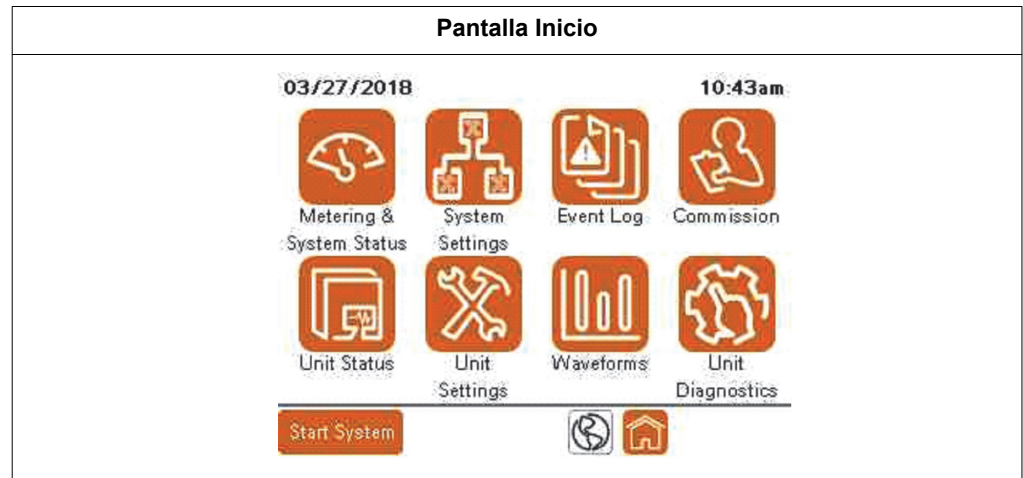 Pantalla Inicio
03/27/2018 10:43am
Metering & System Event Log Commission
System Status Settings
Unit Status Unit Waveforms Unit
Settings Diagnostics
Start System